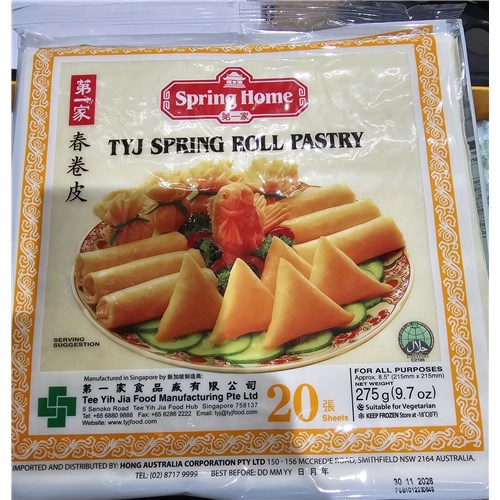 Spring Home
第一家
第一家
春卷皮
TYJ SPRING ROLL PASTRY
SERVING
SUGGESTION
FOR ALL PURPOSES
Approx. 8.5" (215mm x 215mm)
NET WEIGHT
275g (9.7 oz)
Suitable for Vegetarian
KEEP FROZEN Store at -18°C(0°F)
Manufactured in Singapore by 新加坡制造商:
第一家食品廠有限公司
Tee Yih Jia Food Manufacturing Pte Ltd
5 Senoko Road Tee Yih Jia Food Hub Singapore 758137
Tel: +65 6880 9888 Fax: +65 6286 2222 Email: tyj@tyjfood.com
Website: www.tyjfood.com
20 張
Sheets
IMPORTED AND DISTRIBUTED BY: HONG AUSTRALIA CORPORATION PTY LTD 150 - 156 MCCREDIE ROAD, SMITHFIELD NSW 2164 AUSTRALIA.
TEL: (02) 8717 9999 BEST BEFORE: DD MM YY 日 月 年
30 11 2026